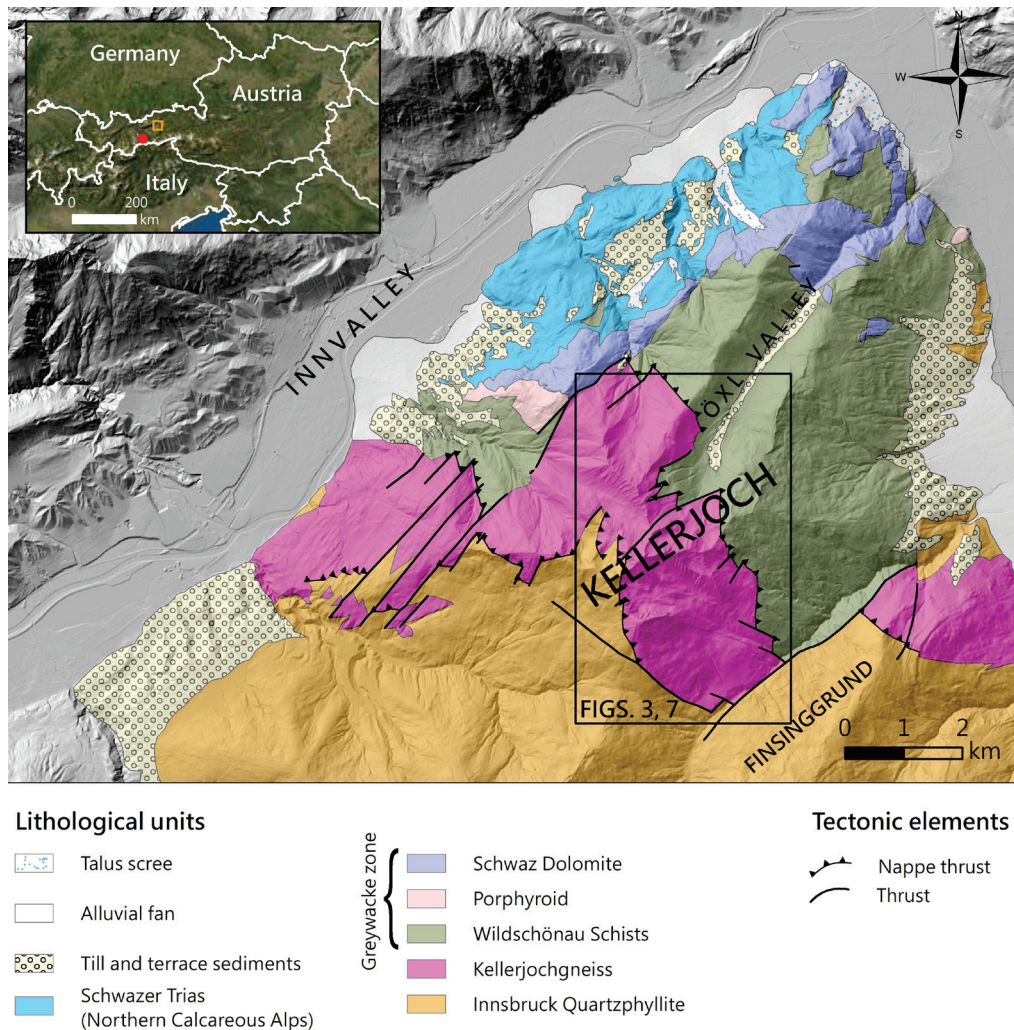 Germany
Austria
Italy
0 200
km
N
W E
S
INNVALLEY
ÖXL VALLEY
KELLERJOCH
FIGS. 3, 7
FINSINGGRUND
0 1 2
km
Lithological units
Talus scree
Alluvial fan
Till and terrace sediments
Schwazer Trias
(Northern Calcareous Alps)
Greywacke zone
Schwaz Dolomite
Porphyroid
Wildschönau Schists
Kellerjochgneiss
Innsbruck Quartzphyllite
Tectonic elements
Nappe thrust
Thrust